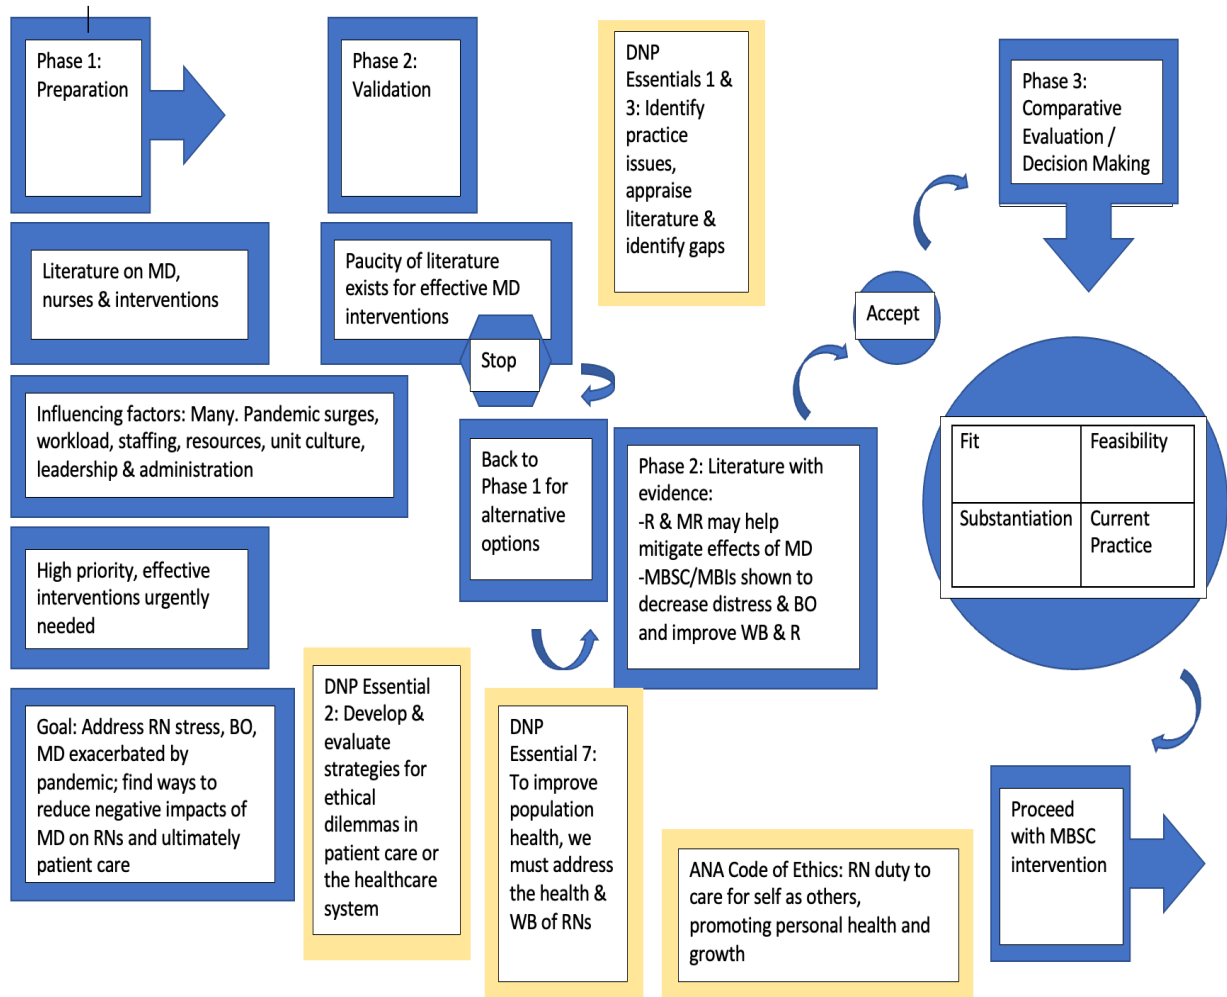 Phase 1:
Preparation
Literature on MD,
nurses & interventions
Influencing factors: Many. Pandemic surges,
workload, staffing, resources, unit culture,
leadership & administration
High priority, effective
interventions urgently
needed
Goal: Address RN stress, BO,
MD exacerbated by
pandemic; find ways to
reduce negative impacts of
MD on RNs and ultimately
patient care
Phase 2:
Validation
Paucity of literature
exists for effective MD
interventions
Stop
Back to
Phase 1 for
alternative
options
DNP
Essentials 1 &
3: Identify
practice
issues,
appraise
literature &
identify gaps
Phase 2: Literature with
evidence:
-R & MR may help
mitigate effects of MD
-MBSC/MBIs shown to
decrease distress & BO
and improve WB & R
DNP Essential
2: Develop &
evaluate
strategies for
ethical
dilemmas in
patient care or
the healthcare
system
DNP
Essential 7:
To improve
population
health, we
must address
the health &
WB of RNs
ANA Code of Ethics: RN duty to
care for self as others,
promoting personal health and
growth
Accept
Phase 3:
Comparative
Evaluation /
Decision Making
Fit
Feasibility
Substantiation
Current
Practice
Proceed
with MBSC
intervention